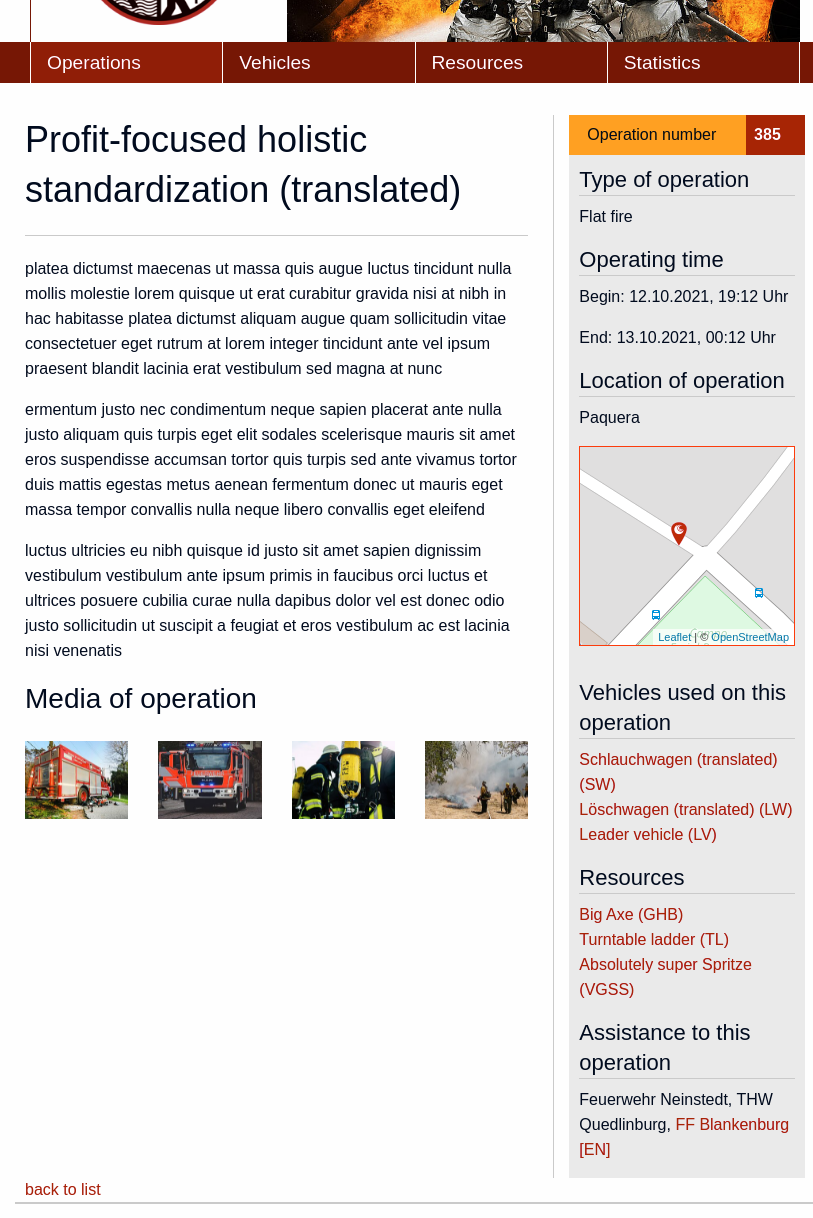 Operations
Vehicles
Resources
Statistics
Profit-focused holistic
standardization (translated)
platea dictumst maecenas ut massa quis augue luctus tincidunt nulla
mollis molestie lorem quisque ut erat curabitur gravida nisi at nibh in
hac habitasse platea dictumst aliquam augue quam sollicitudin vitae
consectetuer eget rutrum at lorem integer tincidunt ante vel ipsum
praesent blandit lacinia erat vestibulum sed magna at nunc
ermentum justo nec condimentum neque sapien placerat ante nulla
justo aliquam quis turpis eget elit sodales scelerisque mauris sit amet
eros suspendisse accumsan tortor quis turpis sed ante vivamus tortor
duis mattis egestas metus aenean fermentum donec ut mauris eget
massa tempor convallis nulla neque libero convallis eget eleifend
luctus ultricies eu nibh quisque id justo sit amet sapien dignissim
vestibulum vestibulum ante ipsum primis in faucibus orci luctus et
ultrices posuere cubilia curae nulla dapibus dolor vel est donec odio
justo sollicitudin ut suscipit a feugiat et eros vestibulum ac est lacinia
nisi venenatis
Media of operation
Operation number 385
Type of operation
Flat fire
Operating time
Begin: 12.10.2021, 19:12 Uhr
End: 13.10.2021, 00:12 Uhr
Location of operation
Paquera
Leaflet | © OpenStreetMap
Vehicles used on this
operation
Schlauchwagen (translated)
(SW)
Löschwagen (translated) (LW)
Leader vehicle (LV)
Resources
Big Axe (GHB)
Turntable ladder (TL)
Absolutely super Spritze
(VGSS)
Assistance to this
operation
Feuerwehr Neinstedt, THW
Quedlinburg, FF Blankenburg
[EN]
back to list